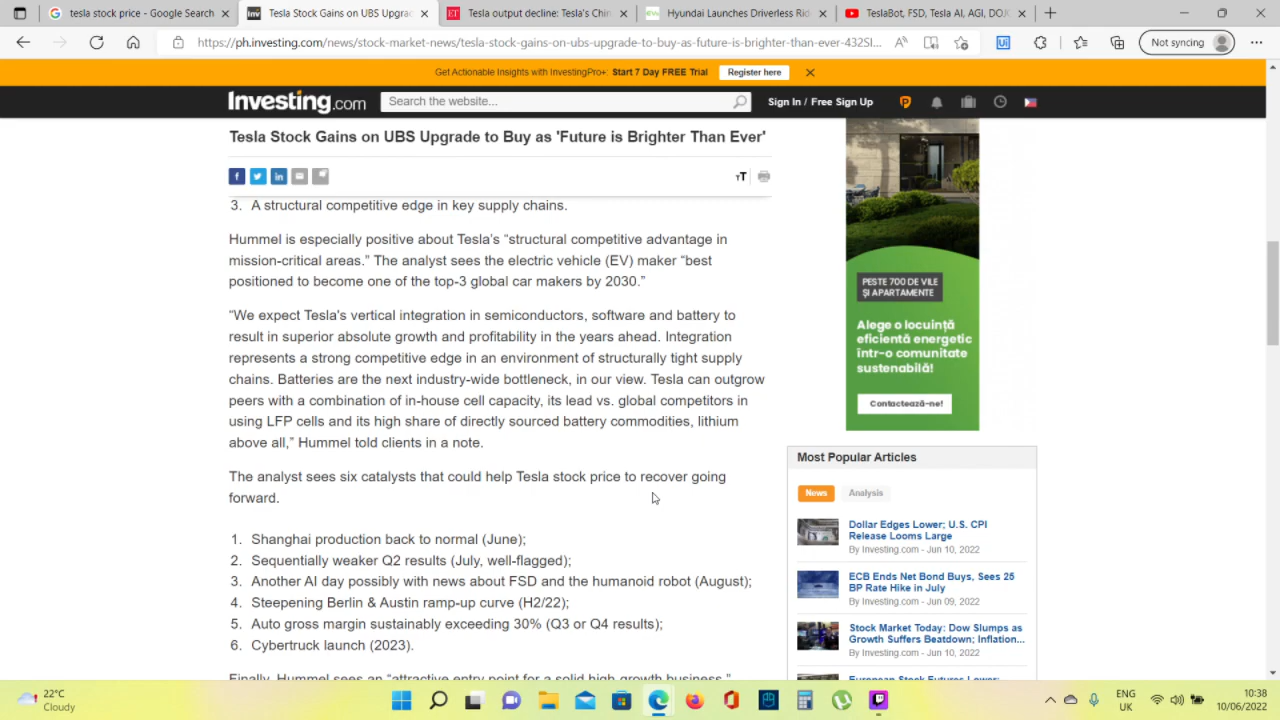 tesla stock price - Google Search
Tesla Stock Gains on UBS Upgra
Tesla output decline: Tesla's Chin
Hyundai Launches Driverless Rid
TeslaBot, FSD, Tesla AI, AGI, DOJO
https://ph.investing.com/news/stock-market-news/tesla-stock-gains-on-ubs-upgrade-to-buy-as-future-is-brighter-than-ever-432SI...
Not syncing
Get Actionable Insights with InvestingPro+: Start 7 Day FREE Trial
Register here
Investing.com
Search the website...
Sign In / Free Sign Up
Tesla Stock Gains on UBS Upgrade to Buy as 'Future is Brighter Than Ever'
3. A structural competitive edge in key supply chains.
Hummel is especially positive about Tesla's “structural competitive advantage in
mission-critical areas.” The analyst sees the electric vehicle (EV) maker “best
positioned to become one of the top-3 global car makers by 2030.”
“We expect Tesla's vertical integration in semiconductors, software and battery to
result in superior absolute growth and profitability in the years ahead. Integration
represents a strong competitive edge in an environment of structurally tight supply
chains. Batteries are the next industry-wide bottleneck, in our view. Tesla can outgrow
peers with a combination of in-house cell capacity, its lead vs. global competitors in
using LFP cells and its high share of directly sourced battery commodities, lithium
above all,” Hummel told clients in a note.
The analyst sees six catalysts that could help Tesla stock price to recover going
forward.
1. Shanghai production back to normal (June);
2. Sequentially weaker Q2 results (July, well-flagged);
3. Another AI day possibly with news about FSD and the humanoid robot (August);
4. Steepening Berlin & Austin ramp-up curve (H2/22);
5. Auto gross margin sustainably exceeding 30% (Q3 or Q4 results);
6. Cybertruck launch (2023).
Finally, Hummel sees an “attractive entry point for a solid high growth business.”
PESTE 700 DE VILE
ȘI APARTAMENTE
Alege o locuință
eficientă energetic
într-o comunitate
sustenabilă!
Contactează-ne!
Most Popular Articles
News
Analysis
Dollar Edges Lower; U.S. CPI
Release Looms Large
By Investing.com - Jun 10, 2022
ECB Ends Net Bond Buys, Sees 25
BP Rate Hike in July
By Investing.com - Jun 09, 2022
Stock Market Today: Dow Slumps as
Growth Suffers Beatdown; Inflation...
By Investing.com - Jun 10, 2022
European Stock Futures Lower;
22°C
Cloudy
ENG
UK
10:38
10/06/2022